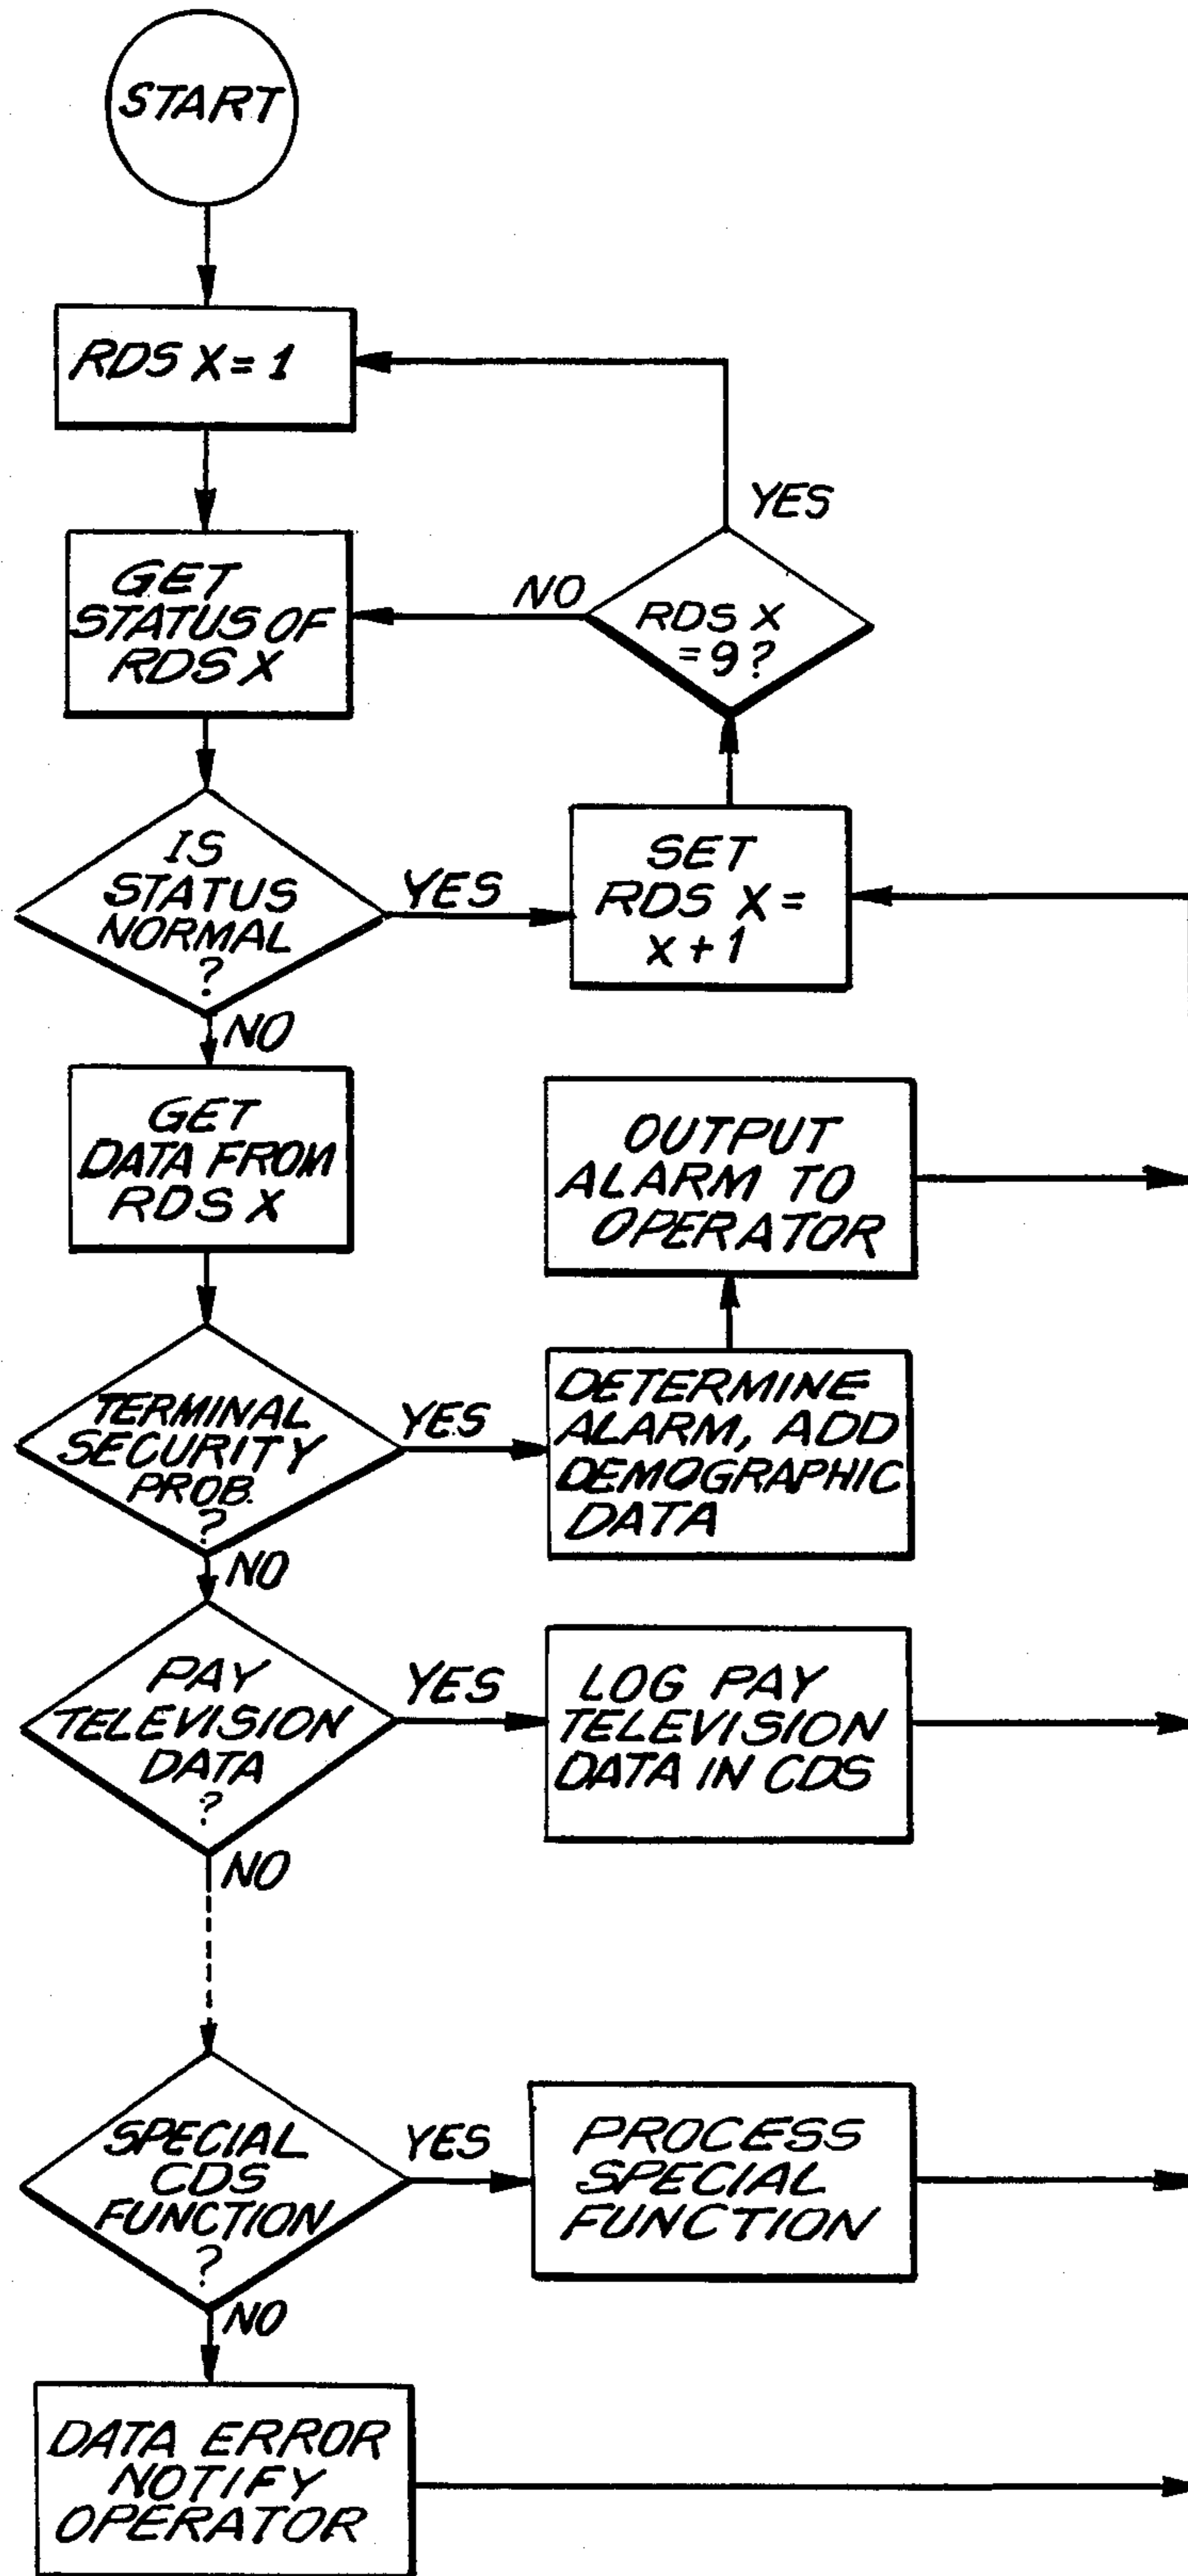 START
RDS X = 1
YES
GET
STATUS OF
RDS X
NO
RDS X
= 9 ?
IS
STATUS
NORMAL
?
YES
SET
RDS X =
X + 1
NO
GET
DATA FROM
RDS X
OUTPUT
ALARM TO
OPERATOR
TERMINAL
SECURITY
PROB.
?
YES
DETERMINE
ALARM, ADD
DEMOGRAPHIC
DATA
NO
PAY
TELEVISION
DATA
?
YES
LOG PAY
TELEVISION
DATA IN CDS
NO
SPECIAL
CDS
FUNCTION
?
YES
PROCESS
SPECIAL
FUNCTION
NO
DATA ERROR
NOTIFY
OPERATOR